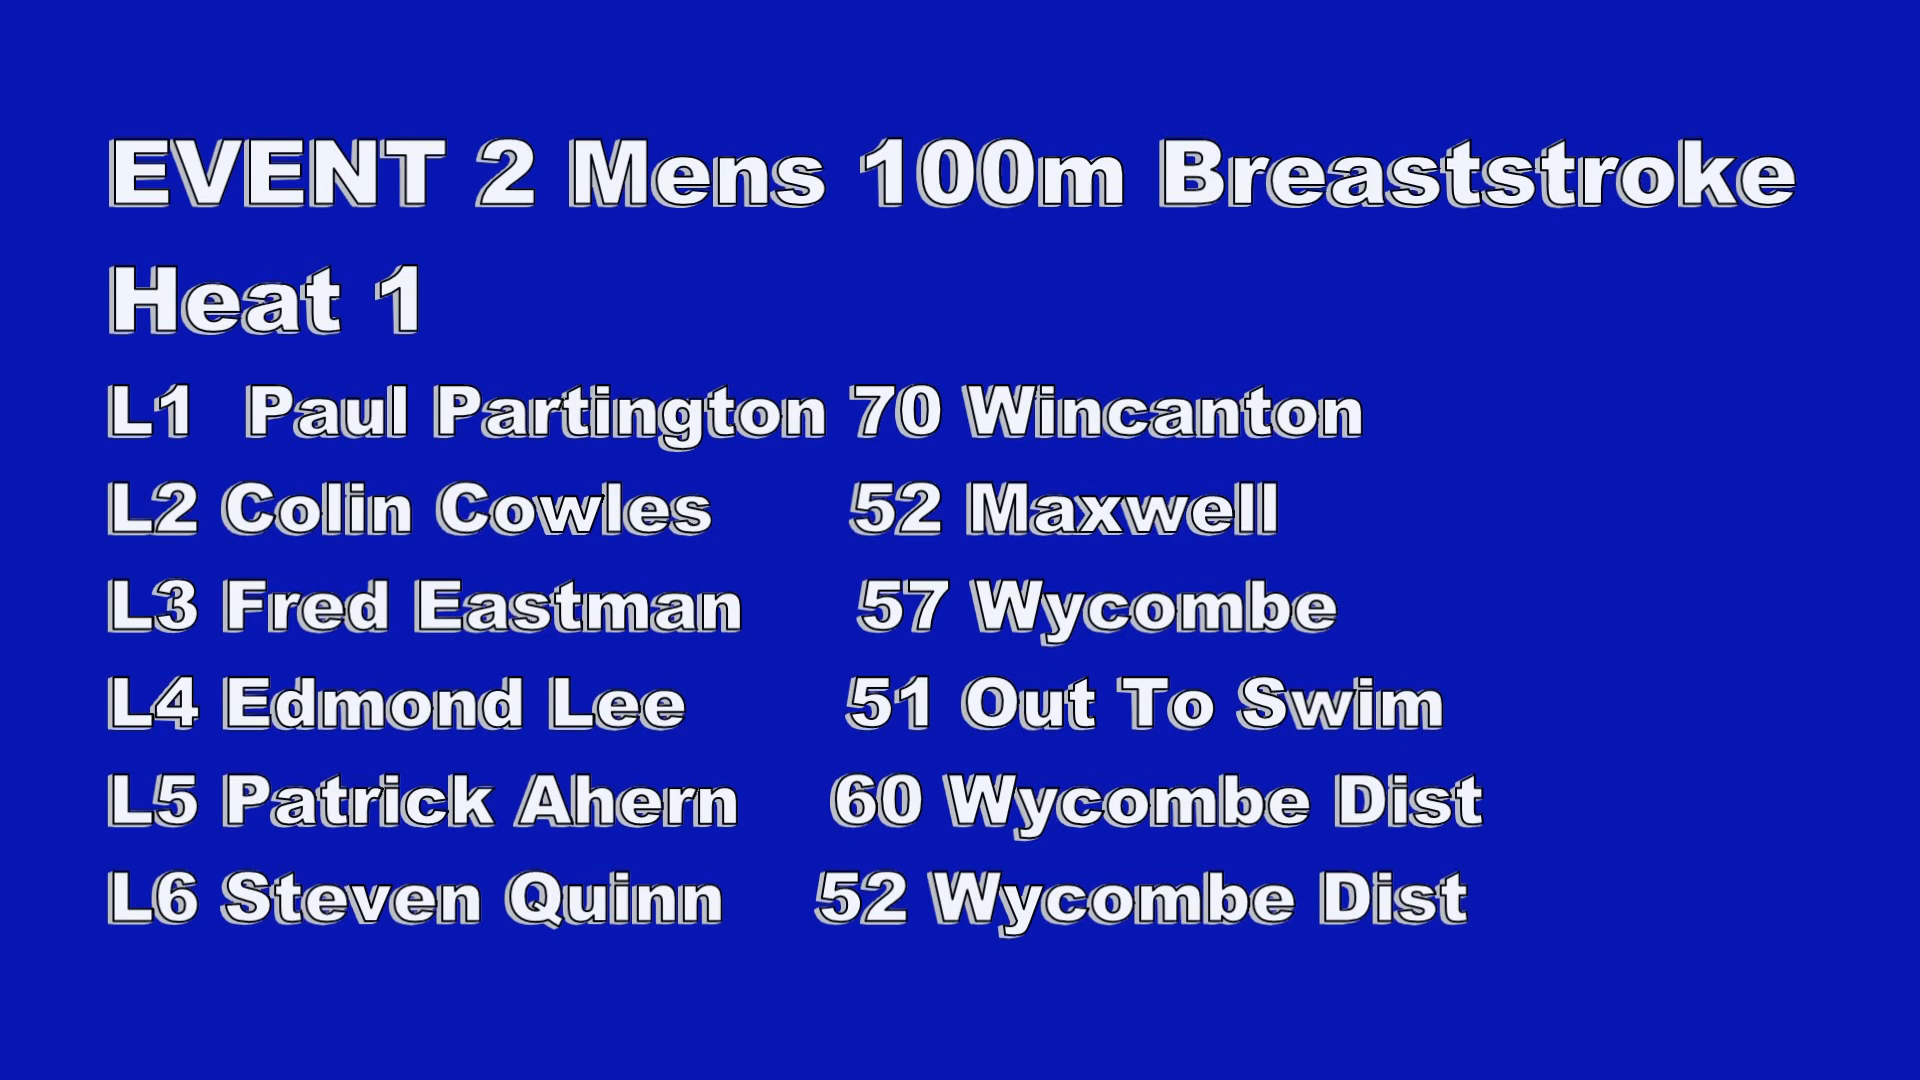 EVENT 2 Mens 100m Breaststroke
Heat 1
L1 Paul Partington 70 Wincanton
L2 Colin Cowles 52 Maxwell
L3 Fred Eastman 57 Wycombe
L4 Edmond Lee 51 Out To Swim
L5 Patrick Ahern 60 Wycombe Dist
L6 Steven Quinn 52 Wycombe Dist